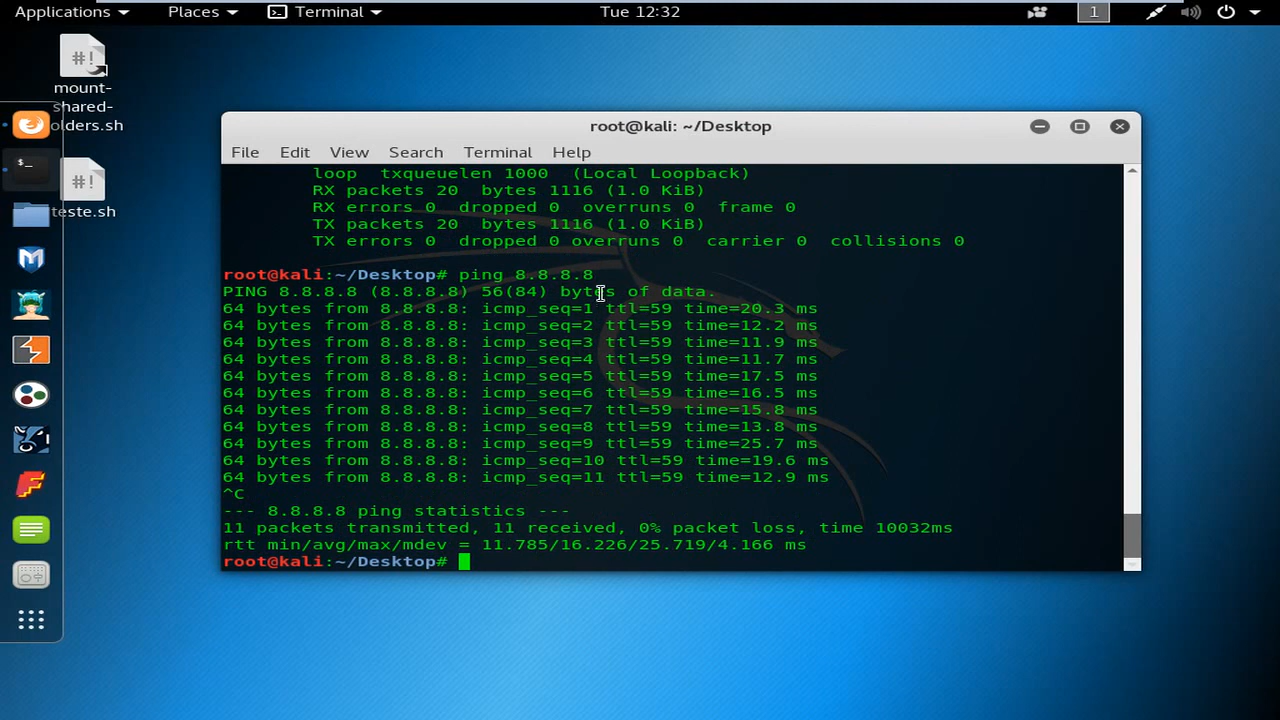 Applications Places Terminal Tue 12:32 1
#!
mount-
shared-
olders.sh
#!
teste.sh
$_
root@kali: ~/Desktop
File Edit View Search Terminal Help
loop  txqueuelen 1000  (Local Loopback)
RX packets 20  bytes 1116 (1.0 KiB)
RX errors 0  dropped 0  overruns 0  frame 0
TX packets 20  bytes 1116 (1.0 KiB)
TX errors 0  dropped 0 overruns 0  carrier 0  collisions 0
root@kali:~/Desktop# ping 8.8.8.8
PING 8.8.8.8 (8.8.8.8) 56(84) bytes of data.
64 bytes from 8.8.8.8: icmp_seq=1 ttl=59 time=20.3 ms
64 bytes from 8.8.8.8: icmp_seq=2 ttl=59 time=12.2 ms
64 bytes from 8.8.8.8: icmp_seq=3 ttl=59 time=11.9 ms
64 bytes from 8.8.8.8: icmp_seq=4 ttl=59 time=11.7 ms
64 bytes from 8.8.8.8: icmp_seq=5 ttl=59 time=17.5 ms
64 bytes from 8.8.8.8: icmp_seq=6 ttl=59 time=16.5 ms
64 bytes from 8.8.8.8: icmp_seq=7 ttl=59 time=15.8 ms
64 bytes from 8.8.8.8: icmp_seq=8 ttl=59 time=13.8 ms
64 bytes from 8.8.8.8: icmp_seq=9 ttl=59 time=25.7 ms
64 bytes from 8.8.8.8: icmp_seq=10 ttl=59 time=19.6 ms
64 bytes from 8.8.8.8: icmp_seq=11 ttl=59 time=12.9 ms
^C
--- 8.8.8.8 ping statistics ---
11 packets transmitted, 11 received, 0% packet loss, time 10032ms
rtt min/avg/max/mdev = 11.785/16.226/25.719/4.166 ms
root@kali:~/Desktop#